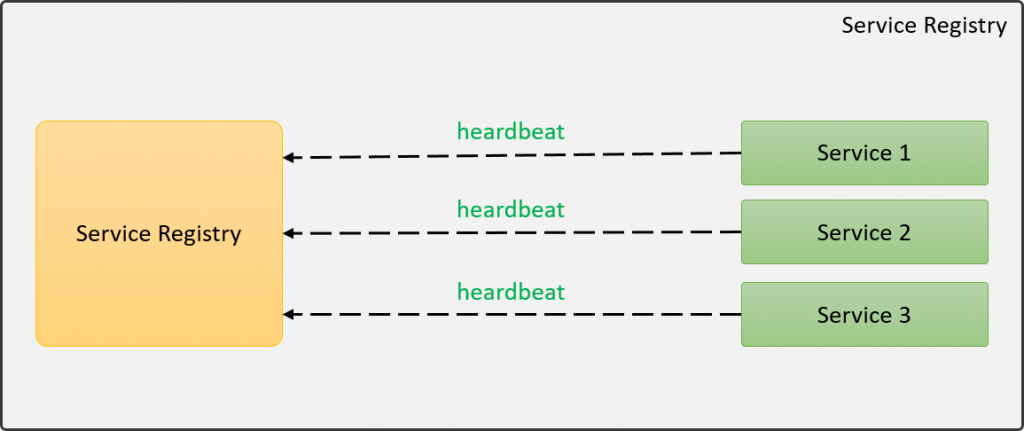 Service Registry
heardbeat
Service 1
heardbeat
Service Registry
Service 2
heardbeat
Service 3